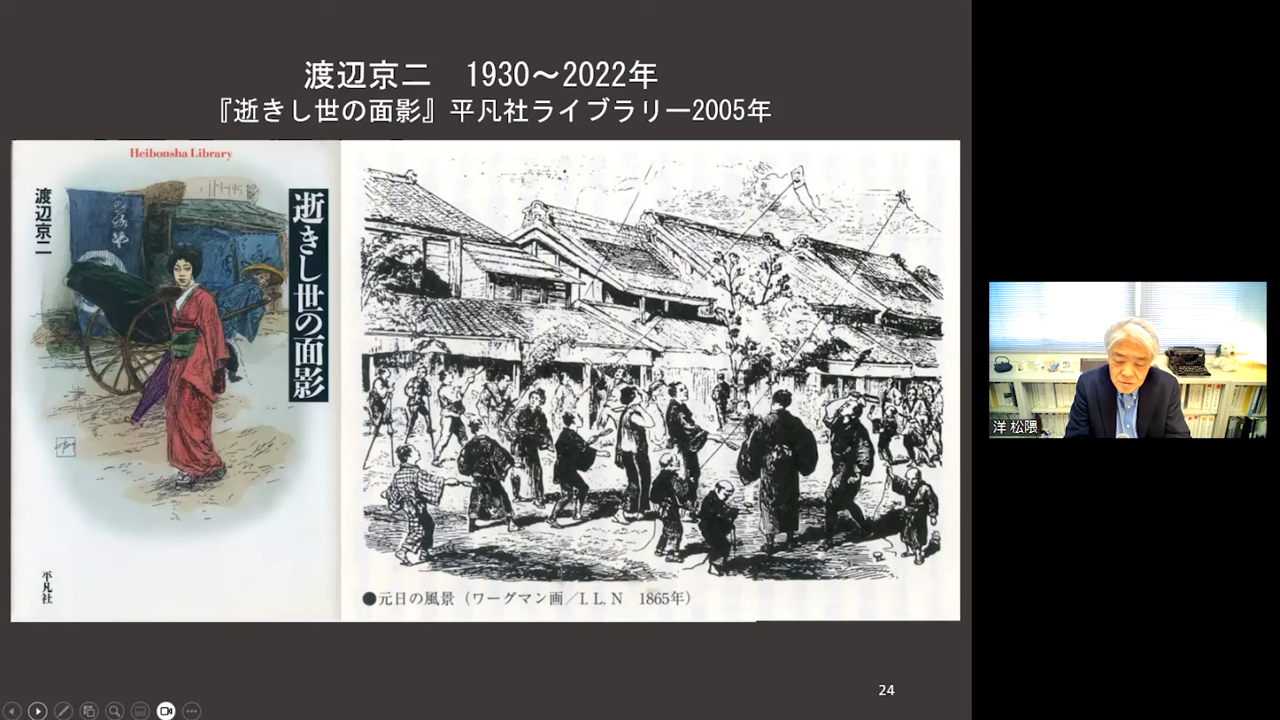 渡辺京二　1930～2022年
『逝きし世の面影』平凡社ライブラリー2005年
Heibonsha Library
渡辺京二
逝きし世の面影
平凡社
●元日の風景（ワーグマン画／I. L. N　1865年）
24
洋 松隈